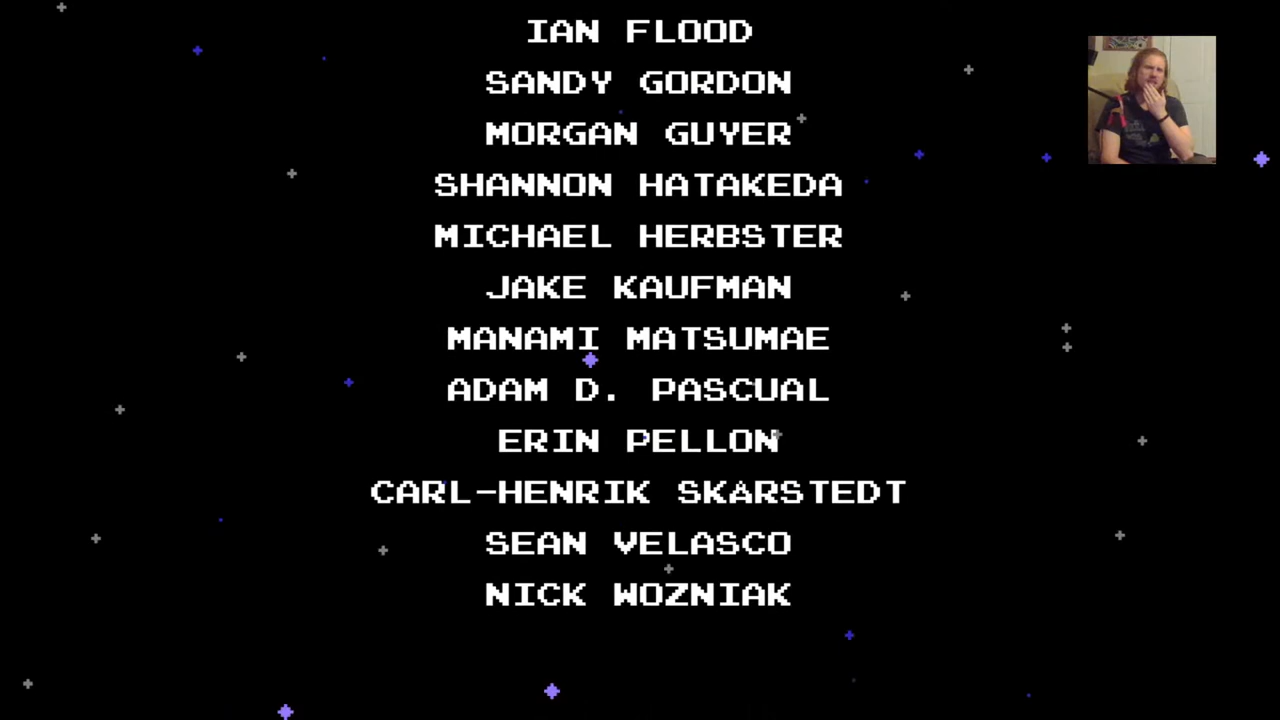 IAN FLOOD
SANDY GORDON
MORGAN GUYER
SHANNON HATAKEDA
MICHAEL HERBSTER
JAKE KAUFMAN
MANAMI MATSUMAE
ADAM D. PASCUAL
ERIN PELLON
CARL-HENRIK SKARSTEDT
SEAN VELASCO
NICK WOZNIAK